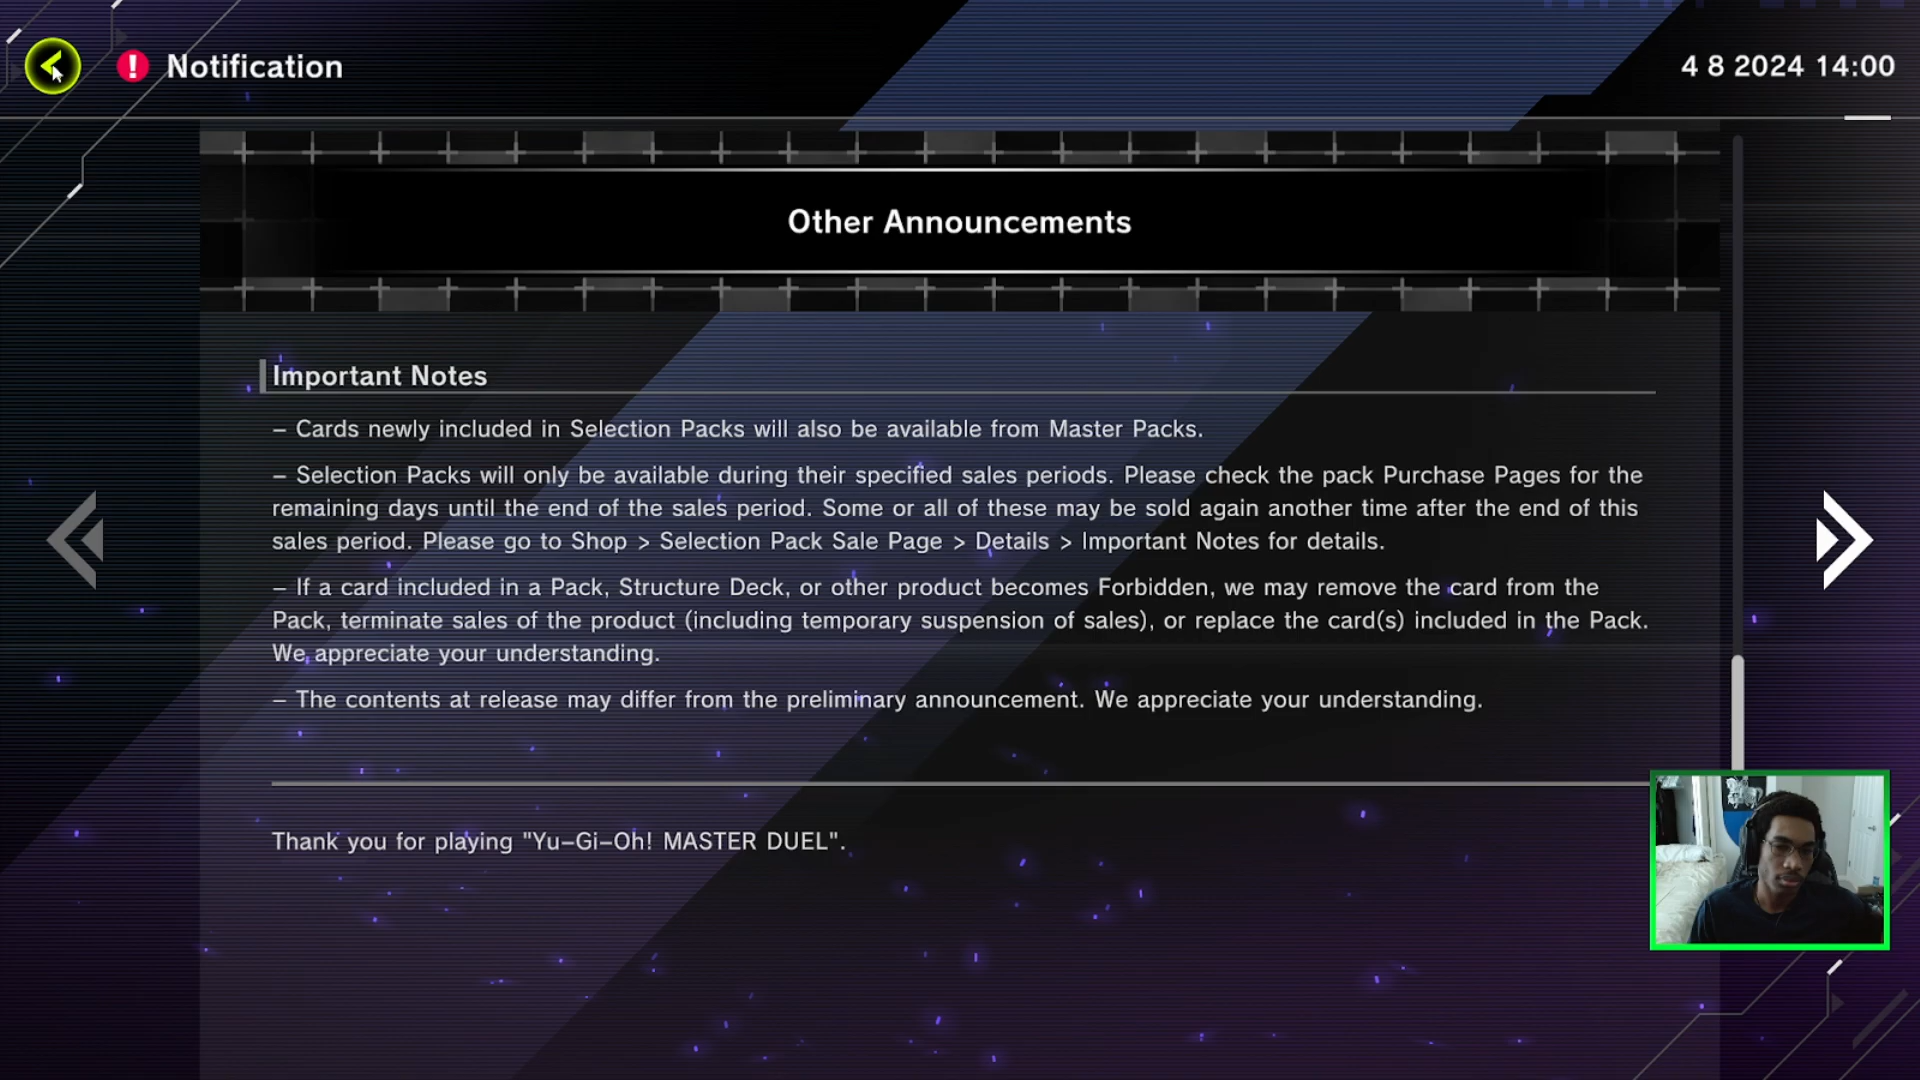 Notification
4 8 2024 14:00
Other Announcements
Important Notes
– Cards newly included in Selection Packs will also be available from Master Packs.
– Selection Packs will only be available during their specified sales periods. Please check the pack Purchase Pages for the
remaining days until the end of the sales period. Some or all of these may be sold again another time after the end of this
sales period. Please go to Shop > Selection Pack Sale Page > Details > Important Notes for details.
– If a card included in a Pack, Structure Deck, or other product becomes Forbidden, we may remove the card from the
Pack, terminate sales of the product (including temporary suspension of sales), or replace the card(s) included in the Pack.
We appreciate your understanding.
– The contents at release may differ from the preliminary announcement. We appreciate your understanding.
Thank you for playing "Yu–Gi–Oh! MASTER DUEL".